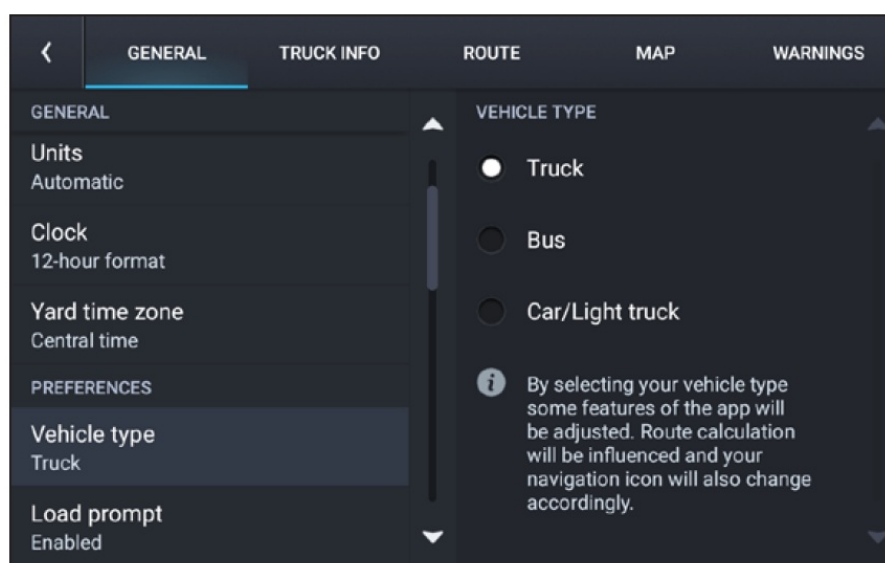 GENERAL TRUCK INFO ROUTE MAP WARNINGS
GENERAL
Units
Automatic
Clock
12-hour format
Yard time zone
Central time
PREFERENCES
Vehicle type
Truck
Load prompt
Enabled
VEHICLE TYPE
Truck
Bus
Car/Light truck
By selecting your vehicle type
some features of the app will
be adjusted. Route calculation
will be influenced and your
navigation icon will also change
accordingly.